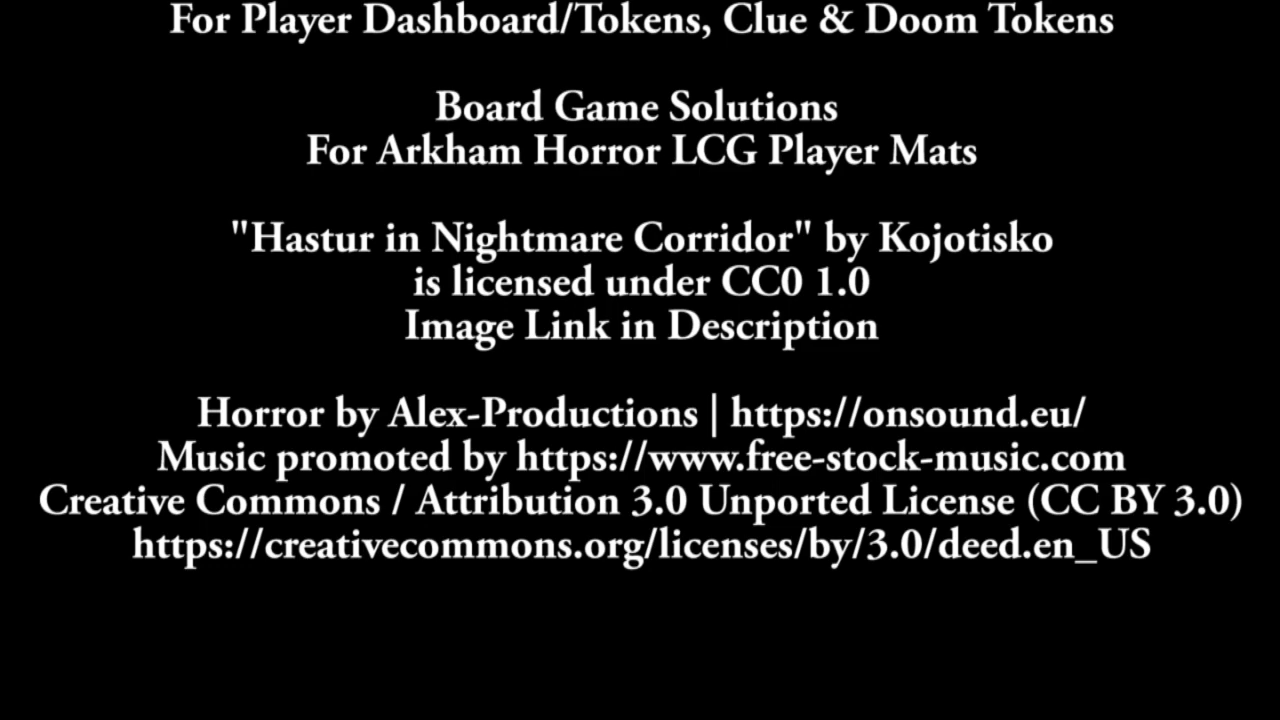 For Player Dashboard/Tokens, Clue & Doom Tokens
Board Game Solutions
For Arkham Horror LCG Player Mats
"Hastur in Nightmare Corridor" by Kojotisko
is licensed under CC0 1.0
Image Link in Description
Horror by Alex-Productions | https://onsound.eu/
Music promoted by https://www.free-stock-music.com
Creative Commons / Attribution 3.0 Unported License (CC BY 3.0)
https://creativecommons.org/licenses/by/3.0/deed.en_US